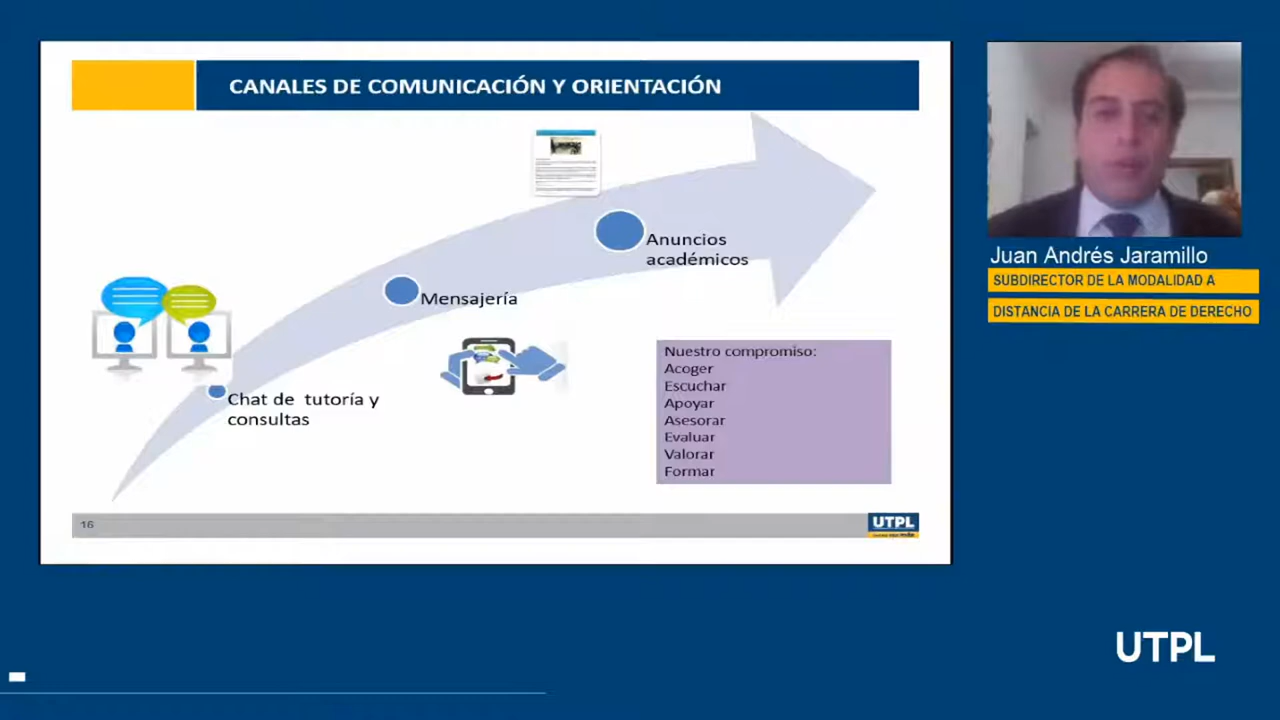 CANALES DE COMUNICACIÓN Y ORIENTACIÓN
Anuncios
académicos
Mensajería
Chat de tutoría y
consultas
Nuestro compromiso:
Acoger
Escuchar
Apoyar
Asesorar
Evaluar
Valorar
Formar
16
UTPL
Juan Andrés Jaramillo
SUBDIRECTOR DE LA MODALIDAD A
DISTANCIA DE LA CARRERA DE DERECHO
UTPL